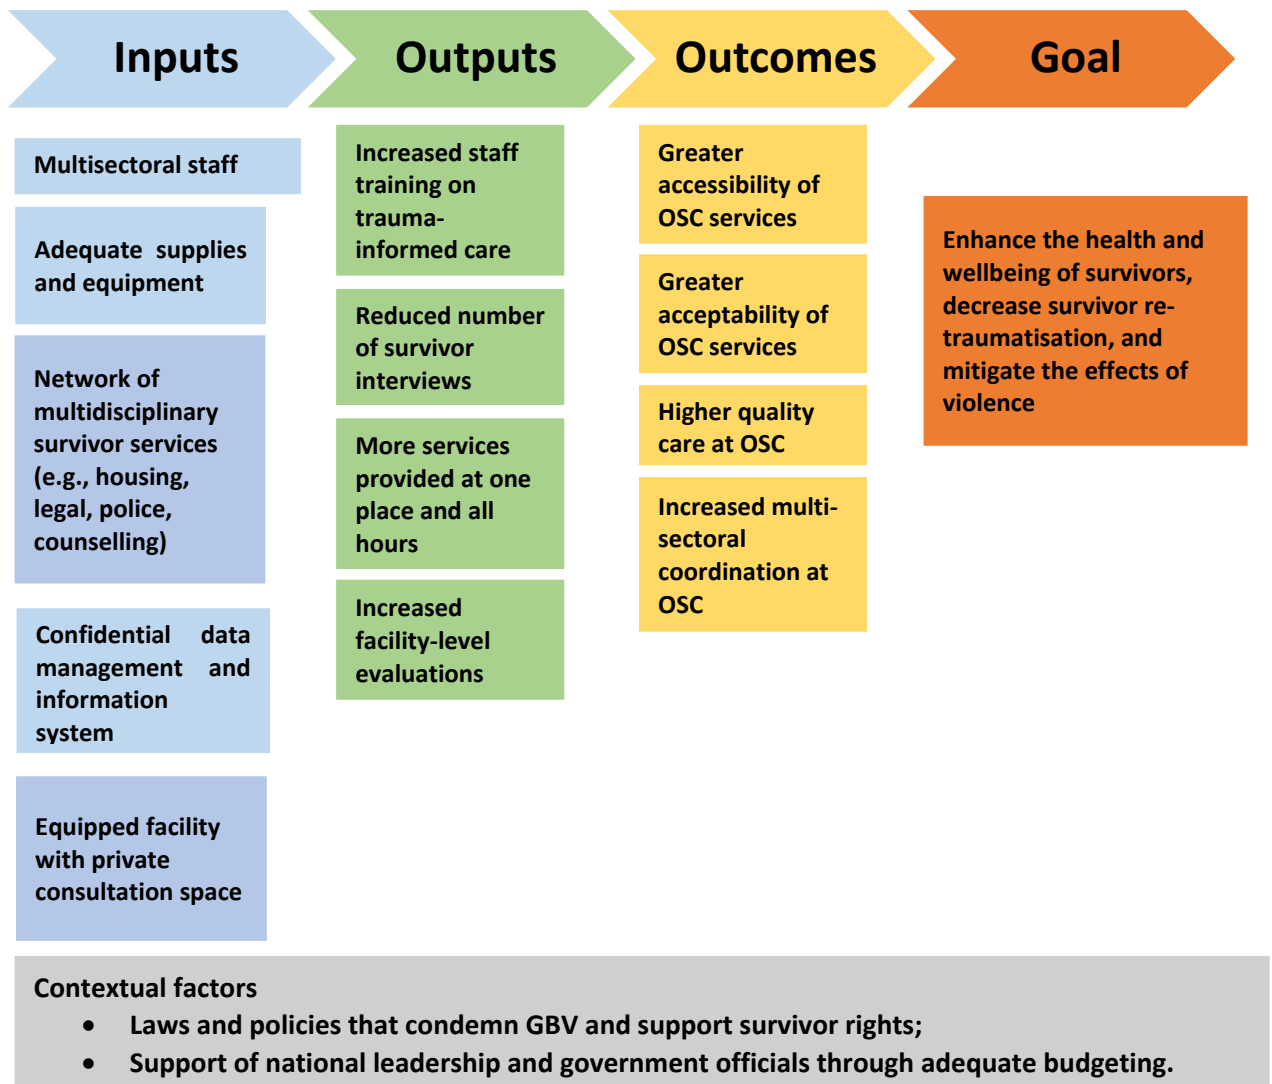 Inputs
Outputs
Outcomes
Goal
Multisectoral staff
Adequate supplies
and equipment
Network of
multidisciplinary
survivor services
(e.g., housing,
legal, police,
counselling)
Confidential data
management and
information
system
Equipped facility
with private
consultation space
Increased staff
training on
trauma-
informed care
Reduced number
of survivor
interviews
More services
provided at one
place and all
hours
Increased
facility-level
evaluations
Greater
accessibility of
OSC services
Greater
acceptability of
OSC services
Higher quality
care at OSC
Increased multi-
sectoral
coordination at
OSC
Enhance the health and
wellbeing of survivors,
decrease survivor re-
traumatisation, and
mitigate the effects of
violence
Contextual factors
• Laws and policies that condemn GBV and support survivor rights;
• Support of national leadership and government officials through adequate budgeting.